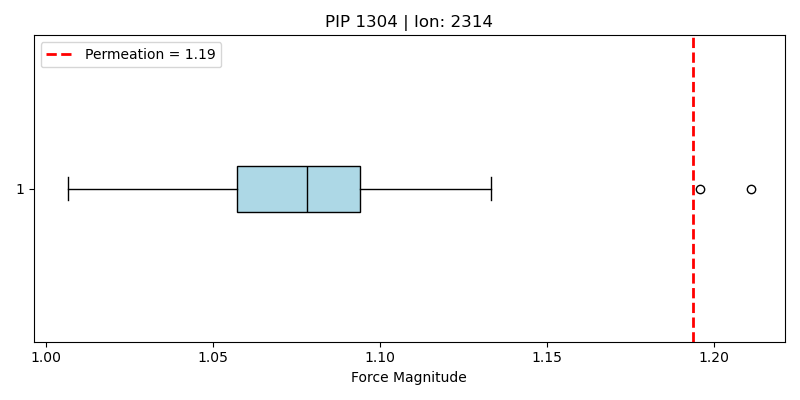 PIP 1304 | Ion: 2314
Permeation = 1.19
1
1.00 1.05 1.10 1.15 1.20
Force Magnitude